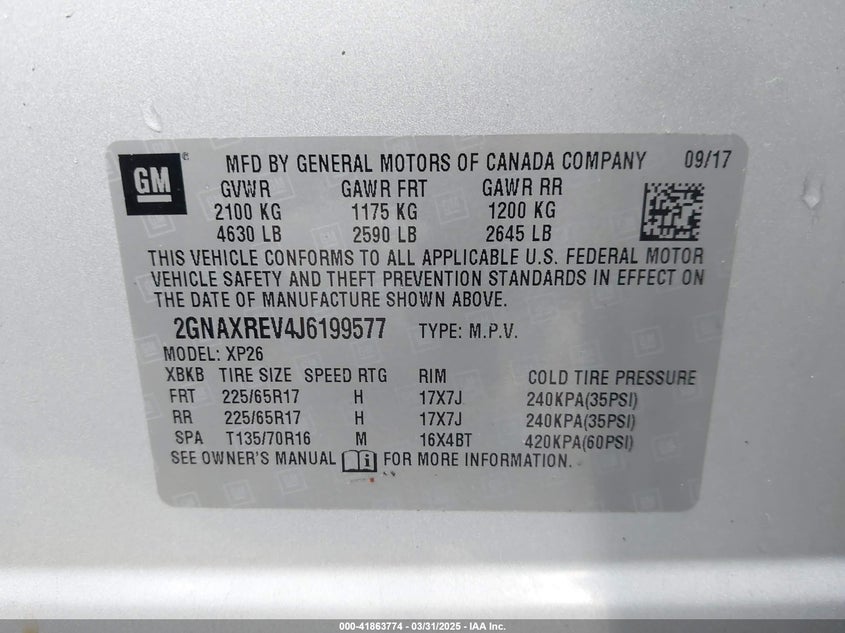 GM ® MFD BY GENERAL MOTORS OF CANADA COMPANY 09/17
GVWR GAWR FRT GAWR RR
2100 KG 1175 KG 1200 KG
4630 LB 2590 LB 2645 LB
THIS VEHICLE CONFORMS TO ALL APPLICABLE U.S. FEDERAL MOTOR
VEHICLE SAFETY AND THEFT PREVENTION STANDARDS IN EFFECT ON
THE DATE OF MANUFACTURE SHOWN ABOVE.
2GNAXREV4J6199577 TYPE: M.P.V.
MODEL: XP26
XBKB TIRE SIZE SPEED RTG RIM COLD TIRE PRESSURE
FRT 225/65R17 H 17X7J 240KPA(35PSI)
RR 225/65R17 H 17X7J 240KPA(35PSI)
SPA T135/70R16 M 16X4BT 420KPA(60PSI)
SEE OWNER'S MANUAL i FOR MORE INFORMATION.
000-41863774 - 03/31/2025 - IAA Inc.